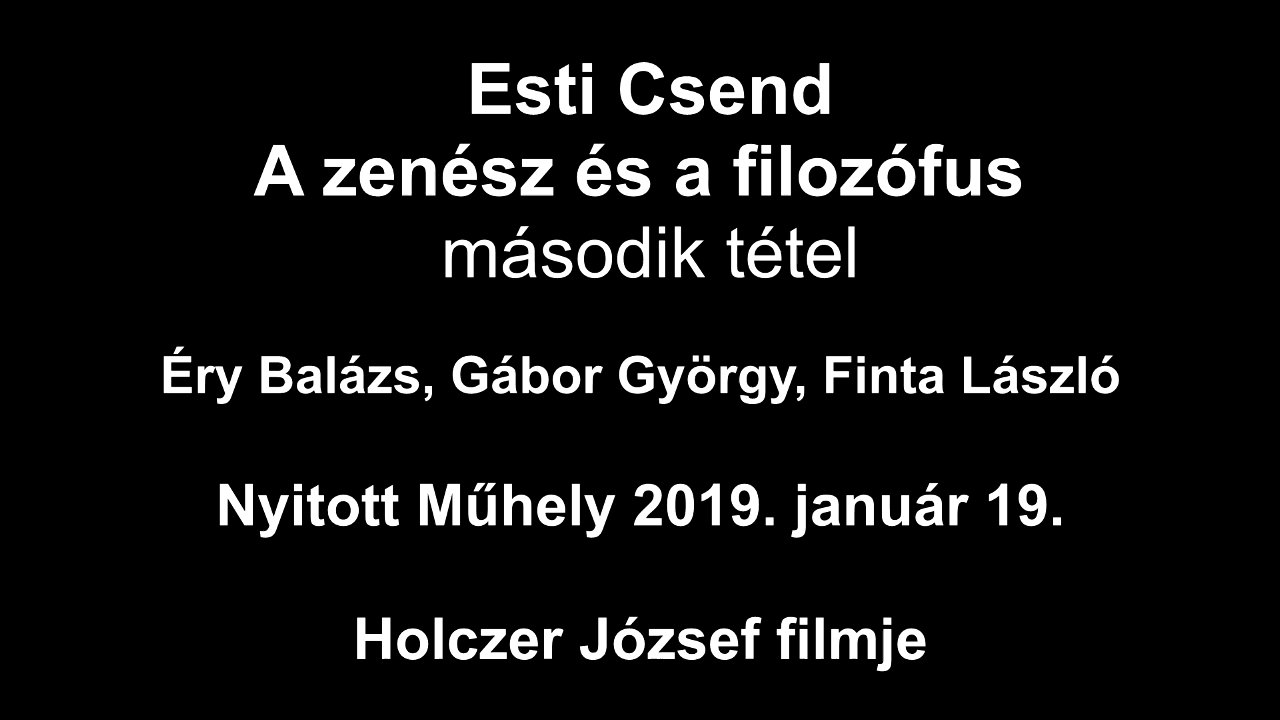 Esti Csend
A zenész és a filozófus
második tétel
Éry Balázs, Gábor György, Finta László
Nyitott Műhely 2019. január 19.
Holczer József filmje